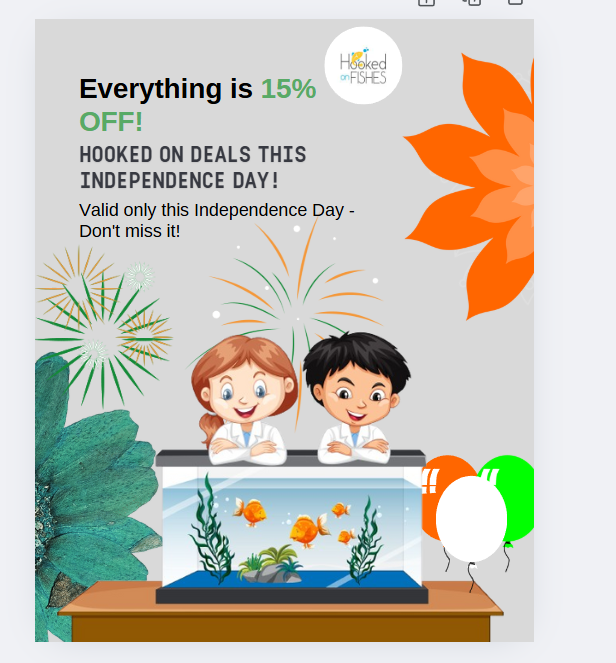 Hooked
on FISHES
Everything is 15%
OFF!
HOOKED ON DEALS THIS
INDEPENDENCE DAY!
Valid only this Independence Day -
Don't miss it!